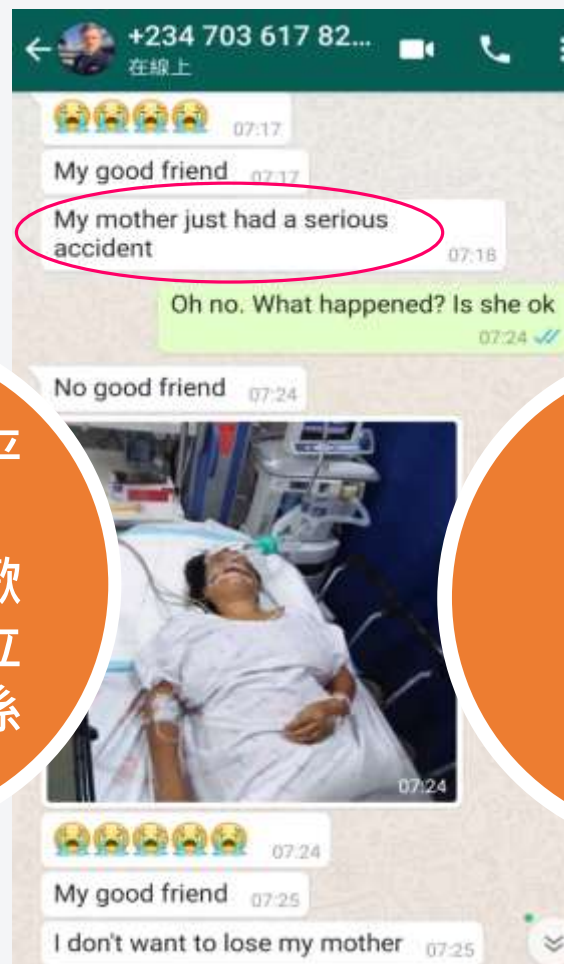 +234 703 617 82...
在線上
07:17
My good friend 07:17
My mother just had a serious
accident 07:18
Oh no. What happened? Is she ok
07:24
No good friend 07:24
07:24
07:24
My good friend 07:25
I don't want to lose my mother 07:25